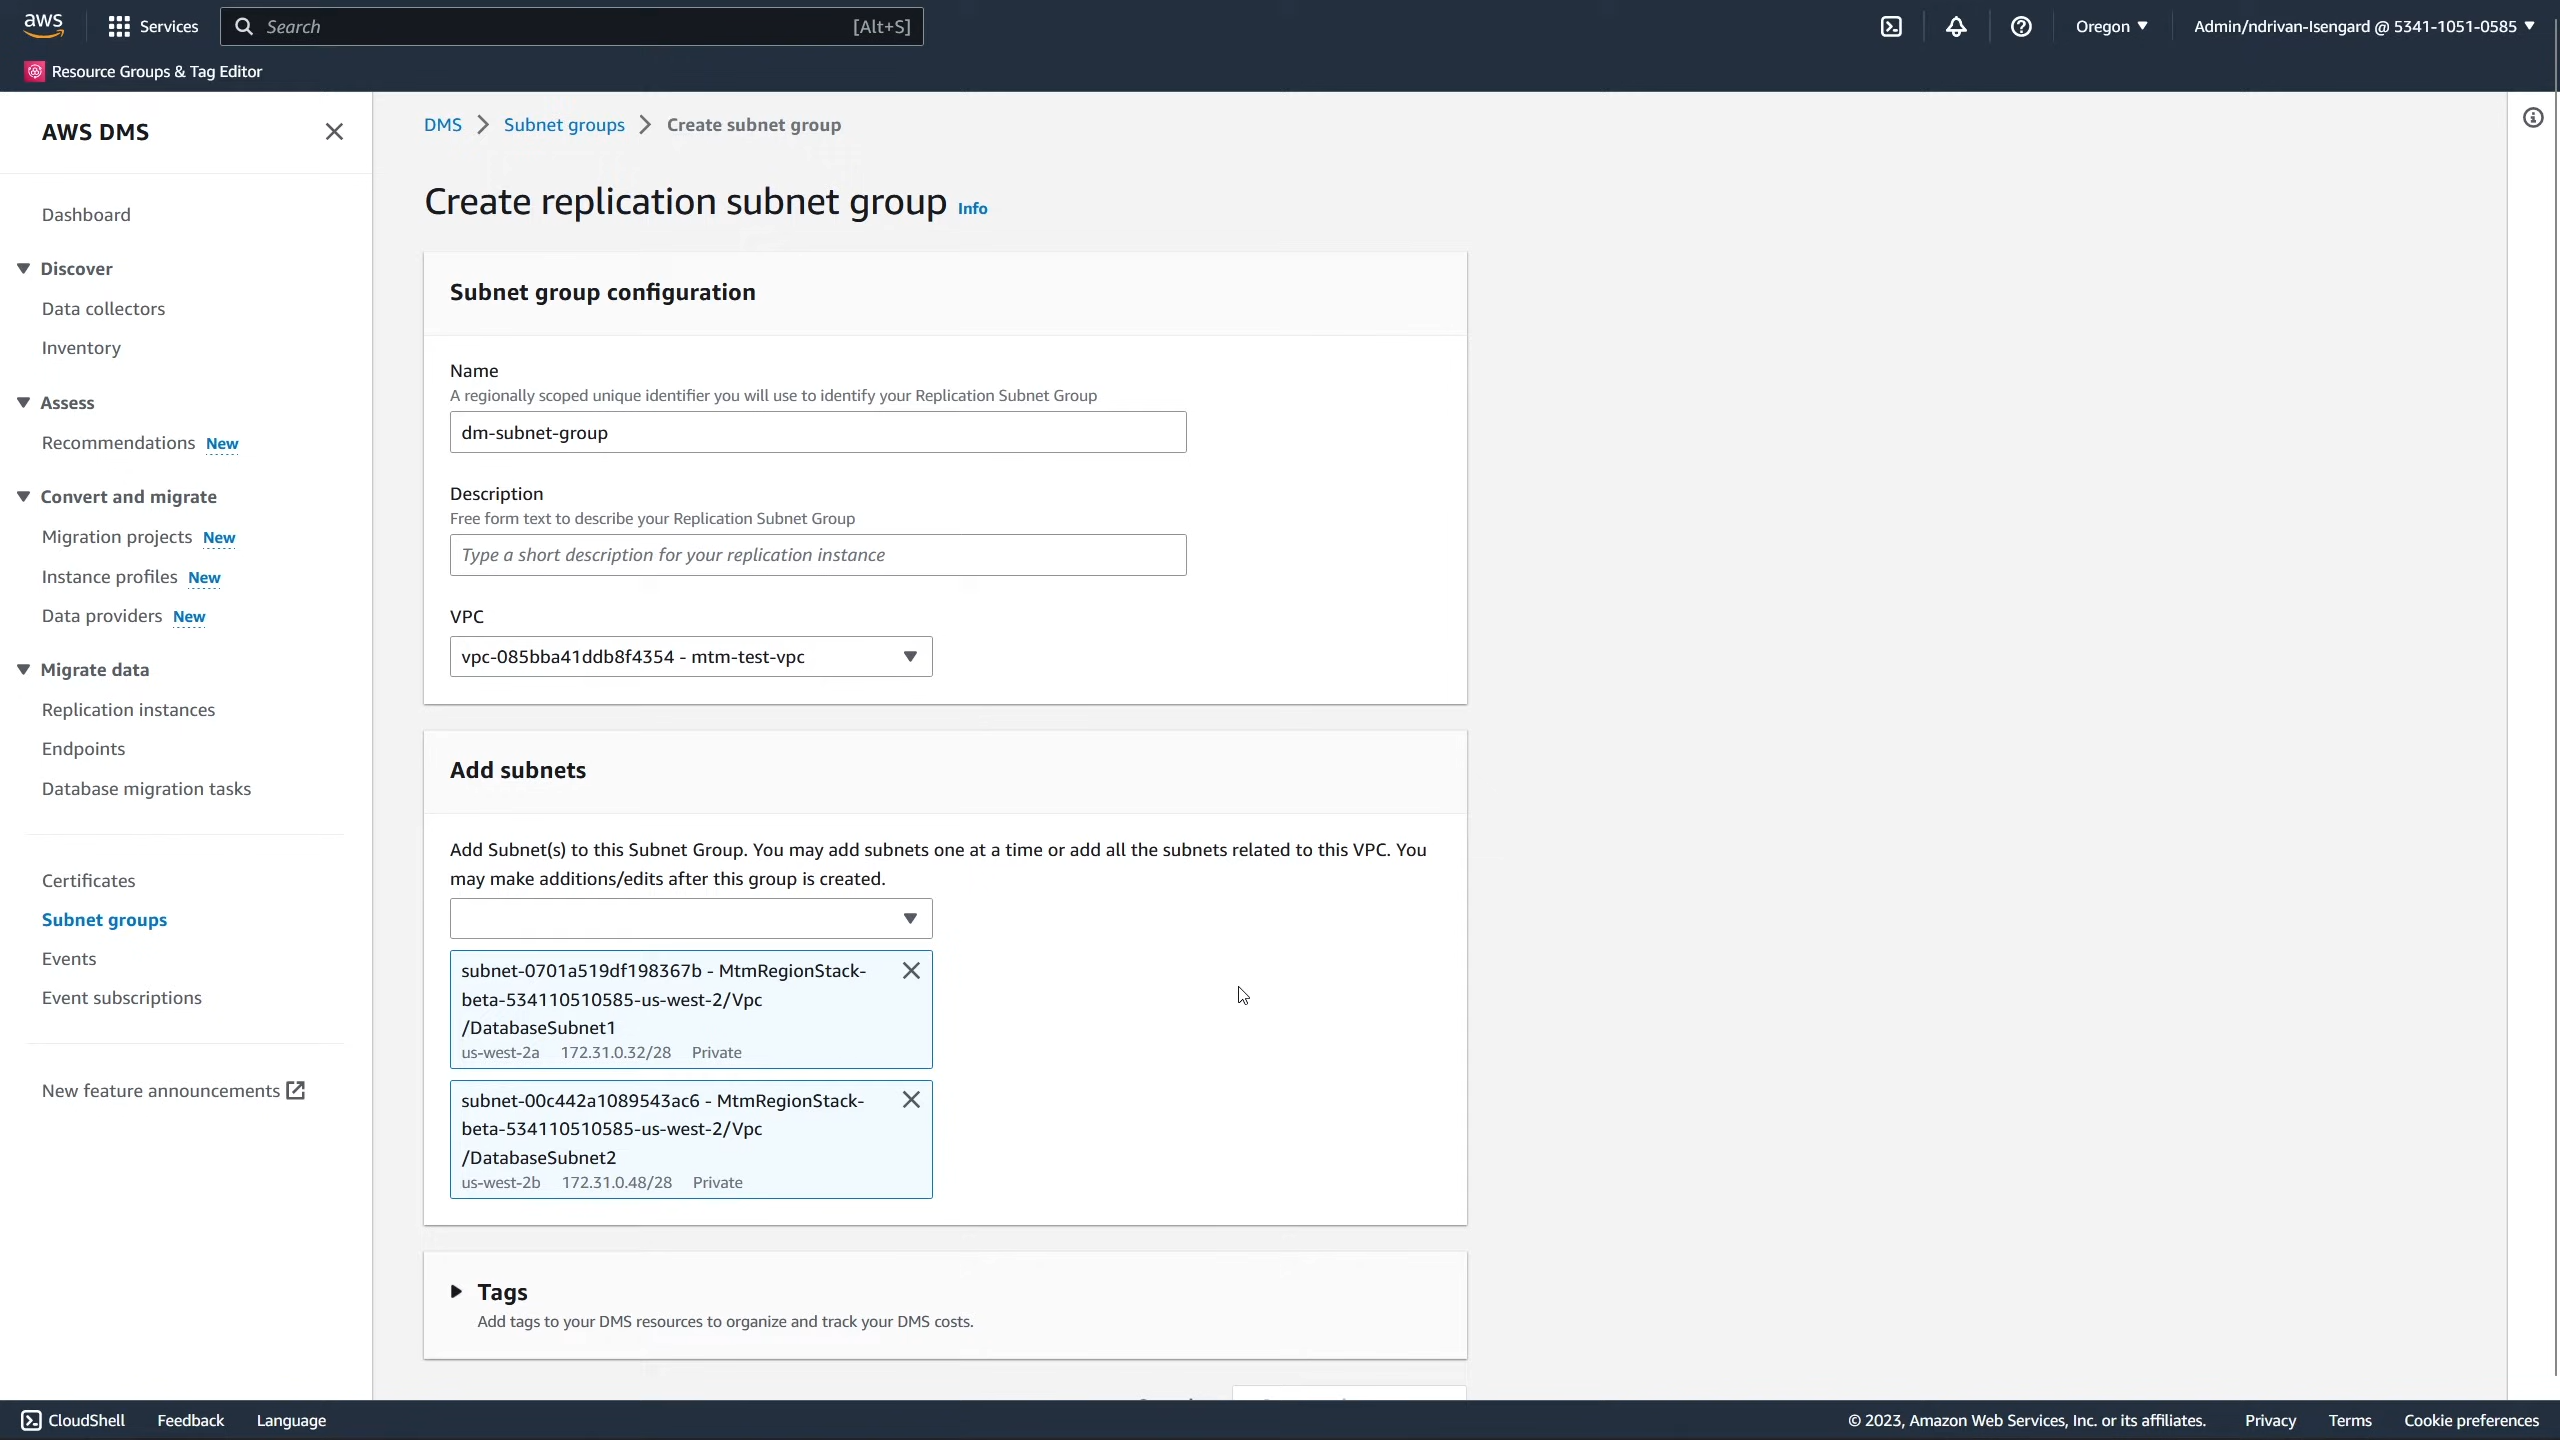 aws
Services
Search
[Alt+S]
Oregon
Admin/ndrivan-Isengard @ 5341-1051-0585
Resource Groups & Tag Editor
AWS DMS
Dashboard
Discover
Data collectors
Inventory
Assess
Recommendations New
Convert and migrate
Migration projects New
Instance profiles New
Data providers New
Migrate data
Replication instances
Endpoints
Database migration tasks
Certificates
Subnet groups
Events
Event subscriptions
New feature announcements
DMS > Subnet groups > Create subnet group
Create replication subnet group Info
Subnet group configuration
Name
A regionally scoped unique identifier you will use to identify your Replication Subnet Group
dm-subnet-group
Description
Free form text to describe your Replication Subnet Group
Type a short description for your replication instance
VPC
vpc-085bba41ddb8f4354 - mtm-test-vpc
Add subnets
Add Subnet(s) to this Subnet Group. You may add subnets one at a time or add all the subnets related to this VPC. You
may make additions/edits after this group is created.
subnet-0701a519df198367b - MtmRegionStack-
beta-534110510585-us-west-2/Vpc
/DatabaseSubnet1
us-west-2a 172.31.0.32/28 Private
subnet-00c442a1089543ac6 - MtmRegionStack-
beta-534110510585-us-west-2/Vpc
/DatabaseSubnet2
us-west-2b 172.31.0.48/28 Private
Tags
Add tags to your DMS resources to organize and track your DMS costs.
CloudShell
Feedback
Language
© 2023, Amazon Web Services, Inc. or its affiliates.
Privacy
Terms
Cookie preferences